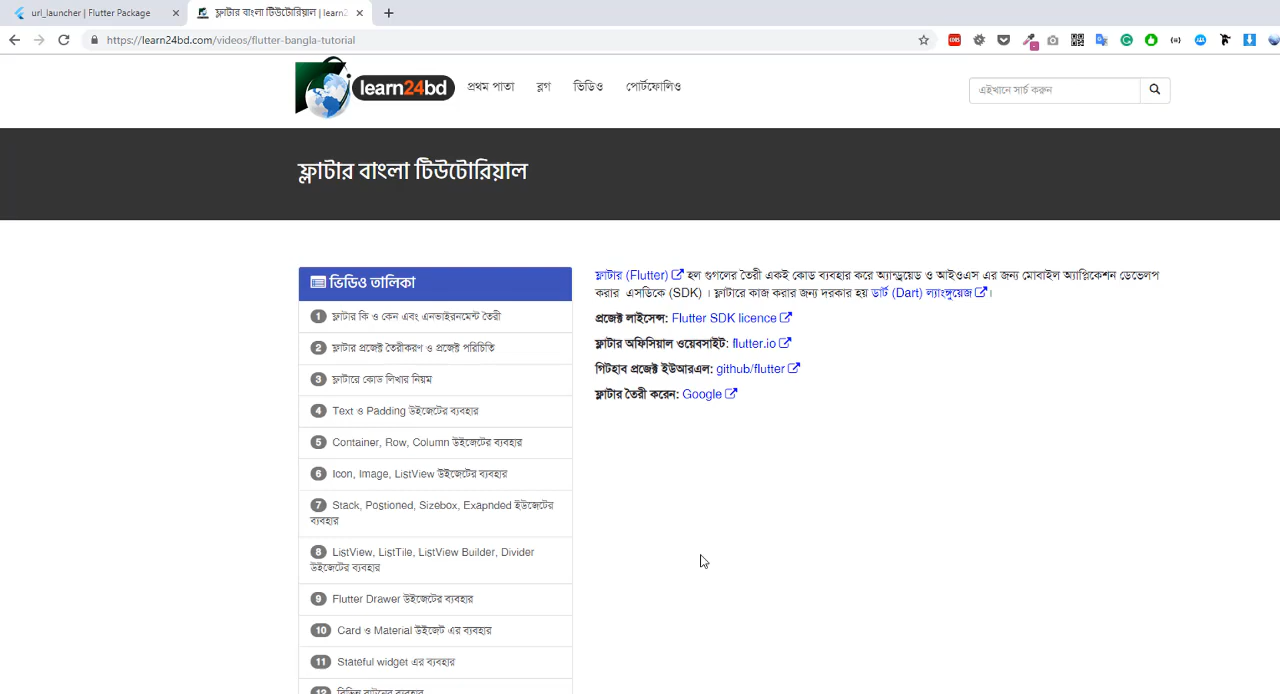 url_launcher | Flutter Package
ফ্লাটার বাংলা টিউটোরিয়াল | learn2
https://learn24bd.com/videos/flutter-bangla-tutorial
learn24bd
প্রথম পাতা
ব্লগ
ভিডিও
পোর্টফোলিও
এইখানে সার্চ করুন
ফ্লাটার বাংলা টিউটোরিয়াল
ভিডিও তালিকা
1 ফ্লাটার কি ও কেন এবং এনভাইরনমেন্ট তৈরী
2 ফ্লাটার প্রজেক্ট তৈরীকরণ ও প্রজেক্ট পরিচিতি
3 ফ্লাটারে কোড লিখার নিয়ম
4 Text ও Padding উইজেটের ব্যবহার
5 Container, Row, Column উইজেটের ব্যবহার
6 Icon, Image, ListView উইজেটের ব্যবহার
7 Stack, Postioned, Sizebox, Exapnded ইউজেটের
ব্যবহার
8 ListView, ListTile, ListView Builder, Divider
উইজেটের ব্যবহার
9 Flutter Drawer উইজেটের ব্যবহার
10 Card ও Material উইজেট এর ব্যবহার
11 Stateful widget এর ব্যবহার
12 বিভিন্ন বাটনের ব্যবহার
ফ্লাটার (Flutter) হল গুগলের তৈরী একই কোড ব্যবহার করে অ্যান্ড্রয়েড ও আইওএস এর জন্য মোবাইল অ্যাপ্লিকেশন ডেভেলপ
করার এসডিকে (SDK) । ফ্লাটারে কাজ করার জন্য দরকার হয় ডার্ট (Dart) ল্যাংঙ্গুয়েজ ।
প্রজেক্ট লাইসেন্স: Flutter SDK licence
ফ্লাটার অফিসিয়াল ওয়েবসাইট: flutter.io
গিটহাব প্রজেক্ট ইউআরএল: github/flutter
ফ্লাটার তৈরী করেন: Google